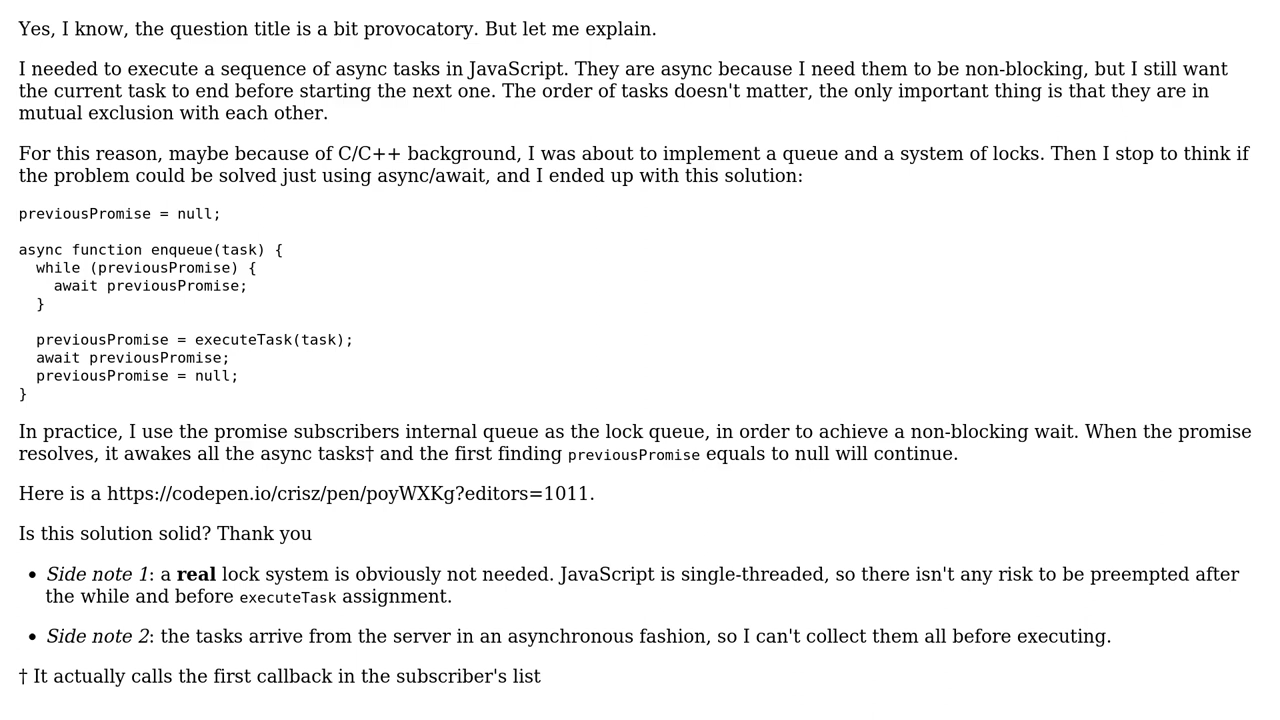 Yes, I know, the question title is a bit provocatory. But let me explain.
I needed to execute a sequence of async tasks in JavaScript. They are async because I need them to be non-blocking, but I still want
the current task to end before starting the next one. The order of tasks doesn't matter, the only important thing is that they are in
mutual exclusion with each other.
For this reason, maybe because of C/C++ background, I was about to implement a queue and a system of locks. Then I stop to think if
the problem could be solved just using async/await, and I ended up with this solution:
previousPromise = null;
async function enqueue(task) {
  while (previousPromise) {
    await previousPromise;
  }
  previousPromise = executeTask(task);
  await previousPromise;
  previousPromise = null;
}
In practice, I use the promise subscribers internal queue as the lock queue, in order to achieve a non-blocking wait. When the promise
resolves, it awakes all the async tasks† and the first finding previousPromise equals to null will continue.
Here is a https://codepen.io/crisz/pen/poyWXKg?editors=1011.
Is this solution solid? Thank you
• Side note 1: a real lock system is obviously not needed. JavaScript is single-threaded, so there isn't any risk to be preempted after
the while and before executeTask assignment.
• Side note 2: the tasks arrive from the server in an asynchronous fashion, so I can't collect them all before executing.
† It actually calls the first callback in the subscriber's list